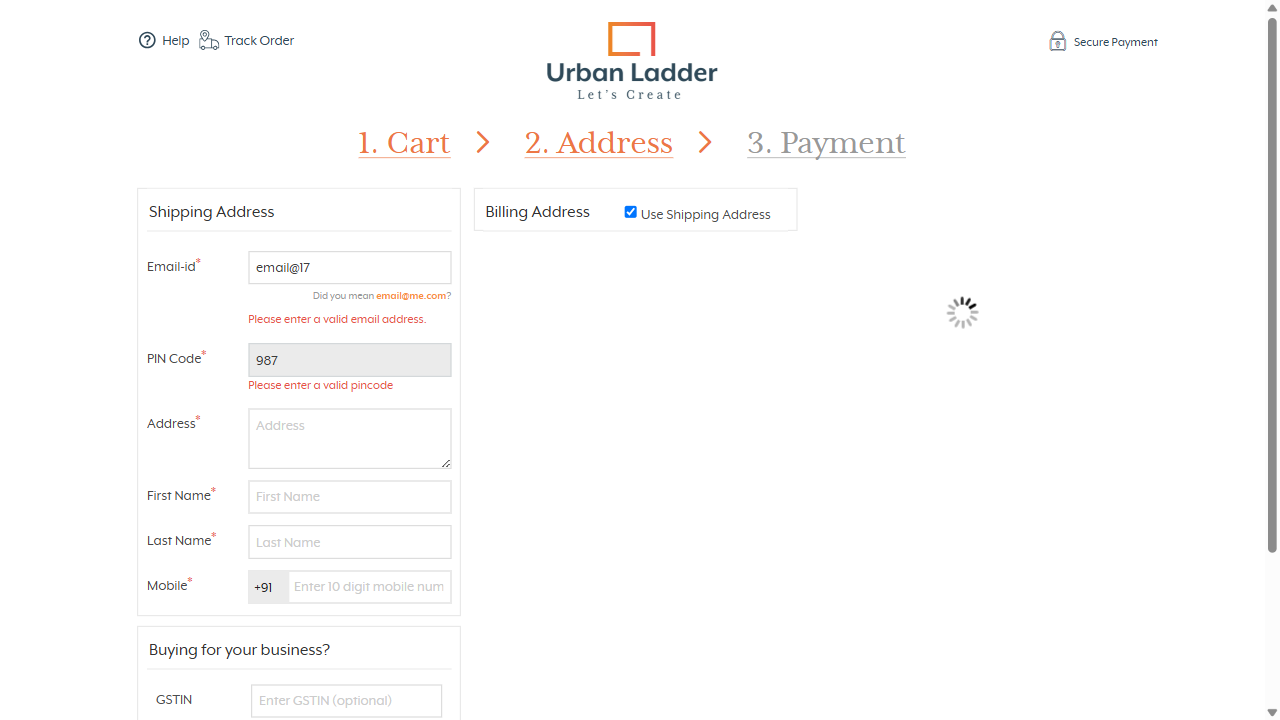 Help
Track Order
Urban Ladder
Let's Create
Secure Payment
1. Cart
2. Address
3. Payment
Shipping Address
Email-id*
email@17
Did you mean email@me.com?
Please enter a valid email address.
PIN Code*
987
Please enter a valid pincode
Address*
Address
First Name*
First Name
Last Name*
Last Name
Mobile*
+91
Enter 10 digit mobile num
Buying for your business?
GSTIN
Enter GSTIN (optional)
Billing Address
Use Shipping Address